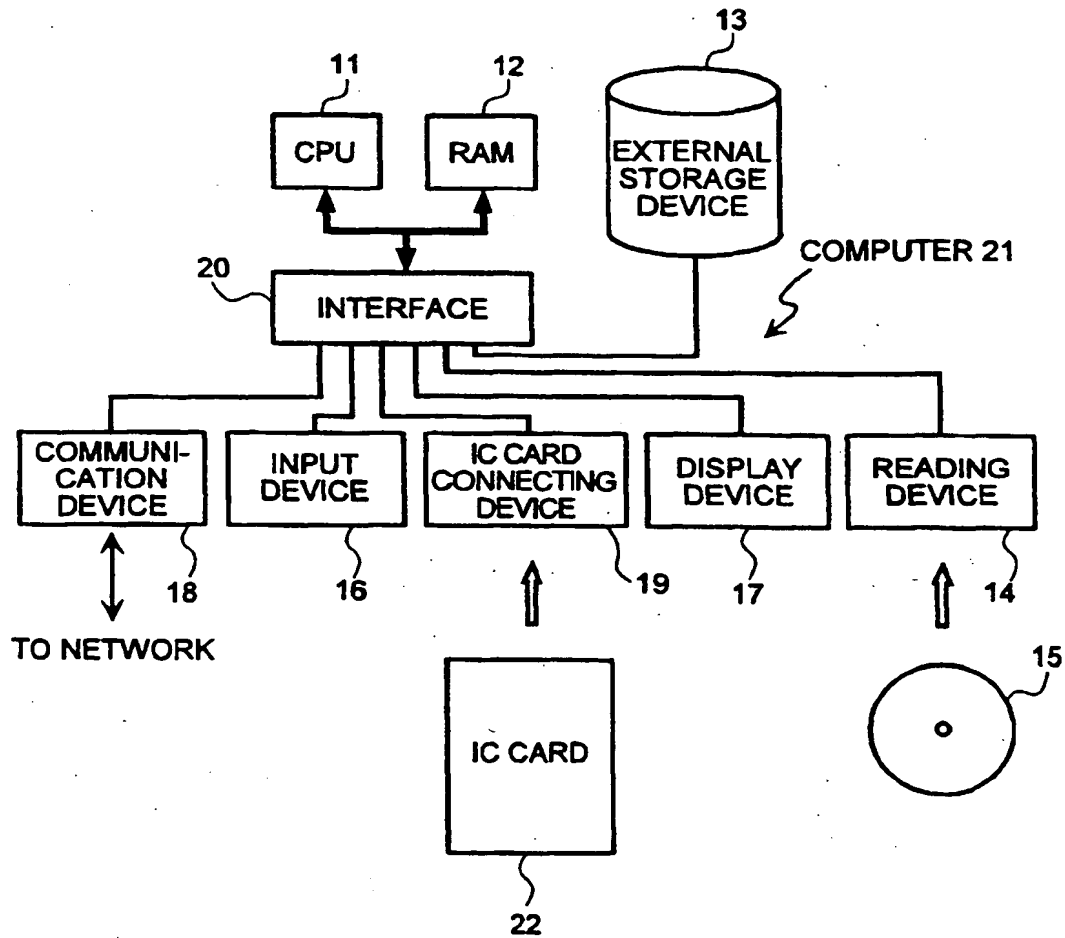 13
11
12
CPU
RAM
EXTERNAL
STORAGE
DEVICE
COMPUTER 21
20
INTERFACE
COMMUNI-
CATION
DEVICE
INPUT
DEVICE
IC CARD
CONNECTING
DEVICE
DISPLAY
DEVICE
READING
DEVICE
18
16
19
17
14
TO NETWORK
15
IC CARD
22